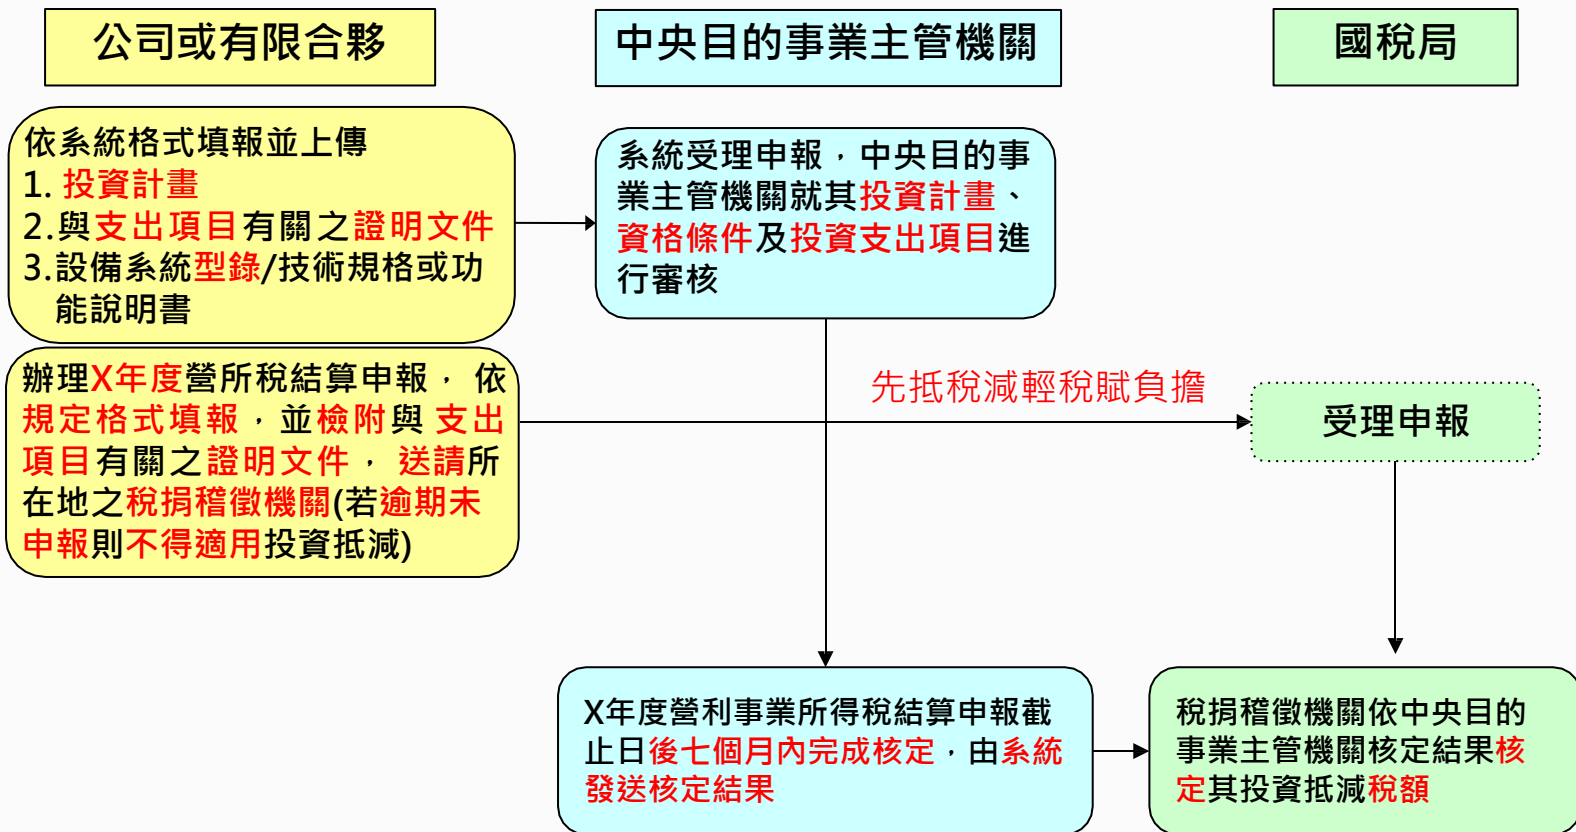 公司或有限合夥
中央目的事業主管機關
國稅局
依系統格式填報並上傳
1. 投資計畫
2.與支出項目有關之證明文件
3.設備系統型錄/技術規格或功
能說明書
系統受理申報，中央目的事
業主管機關就其投資計畫、
資格條件及投資支出項目進
行審核
辦理X年度營所稅結算申報， 依
規定格式填報，並檢附與 支出
項目有關之證明文件， 送請所
在地之稅捐稽徵機關(若逾期未
申報則不得適用投資抵減)
先抵稅減輕稅賦負擔
受理申報
X年度營利事業所得稅結算申報截
止日後七個月內完成核定，由系統
發送核定結果
稅捐稽徵機關依中央目的
事業主管機關核定結果核
定其投資抵減稅額